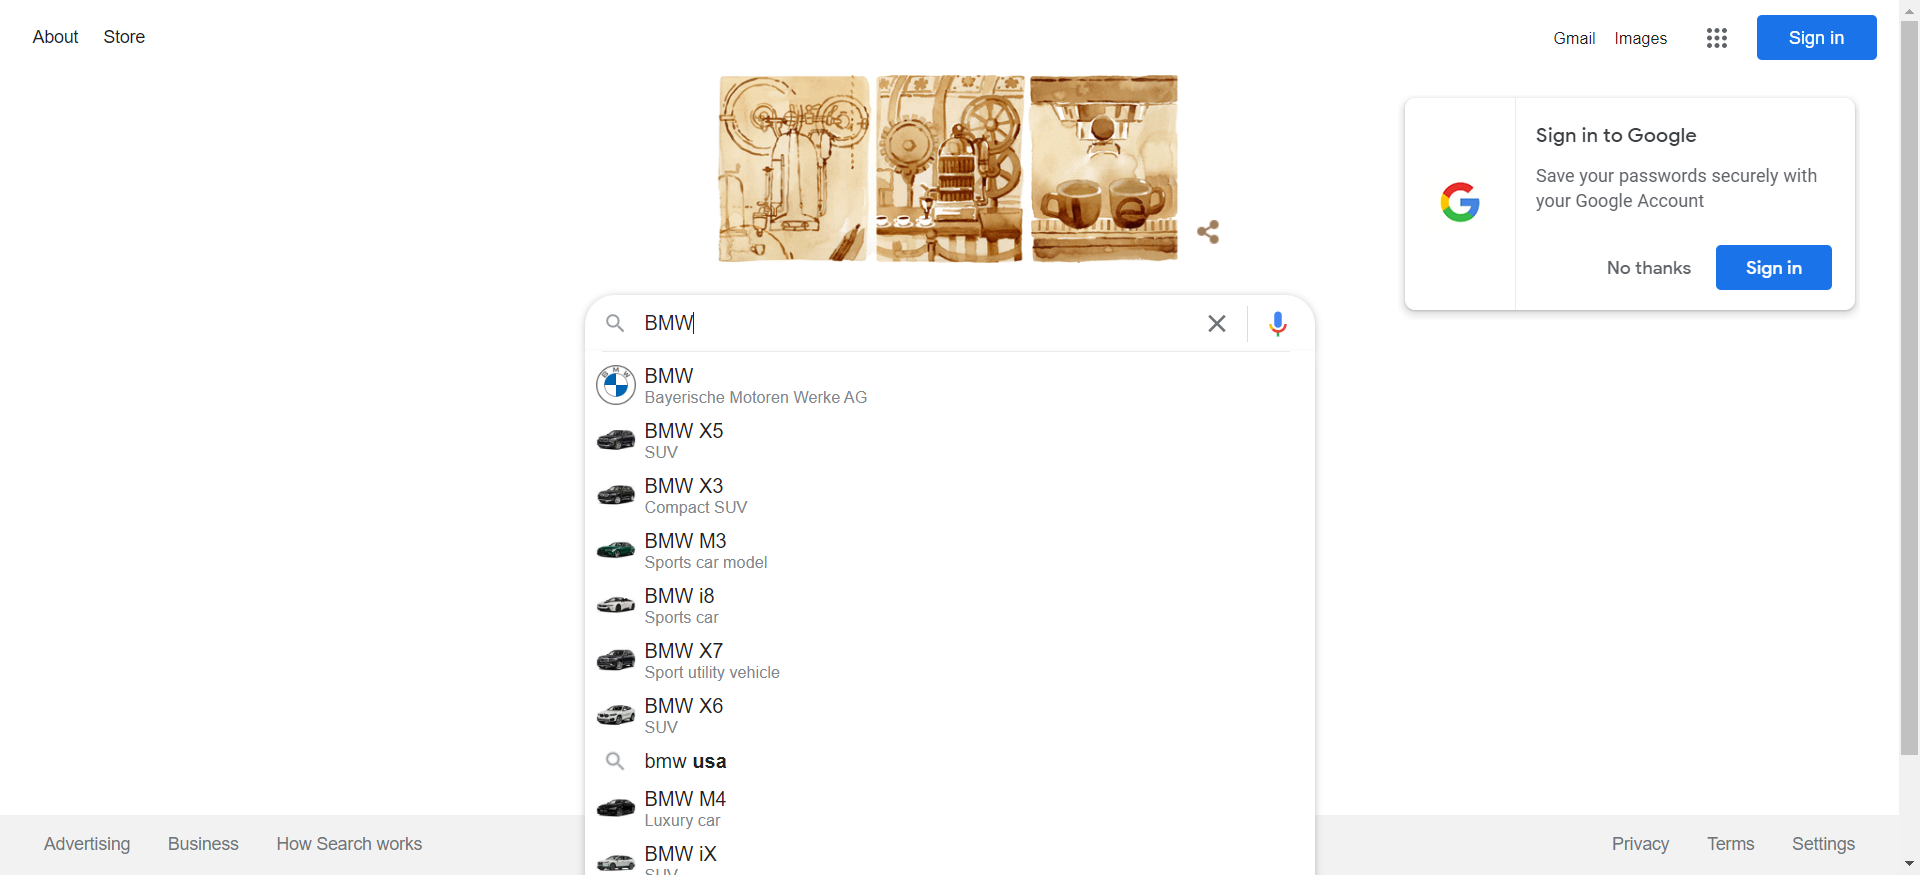 About Store
Gmail Images Sign in
Sign in to Google
Save your passwords securely with
your Google Account
No thanks Sign in
BMW
BMW
Bayerische Motoren Werke AG
BMW X5
SUV
BMW X3
Compact SUV
BMW M3
Sports car model
BMW i8
Sports car
BMW X7
Sport utility vehicle
BMW X6
SUV
bmw usa
BMW M4
Luxury car
BMW iX
SUV
Advertising Business How Search works
Privacy Terms Settings